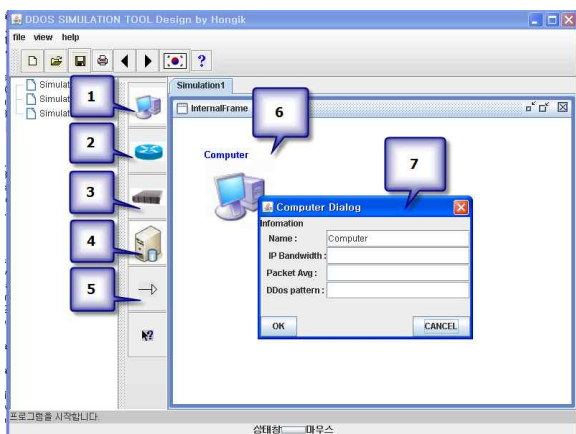 DDOS SIMULATION TOOL Design by Hongik
file view help
Simulat
Simulat
Simulat
Simulation1
InternalFrame
1
2
3
4
5
6
7
Computer
Computer Dialog
Infomation
Name : Computer
IP Bandwidth :
Packet Avg :
DDos pattern :
OK CANCEL
프로그램을 시작합니다.
상태창 마우스